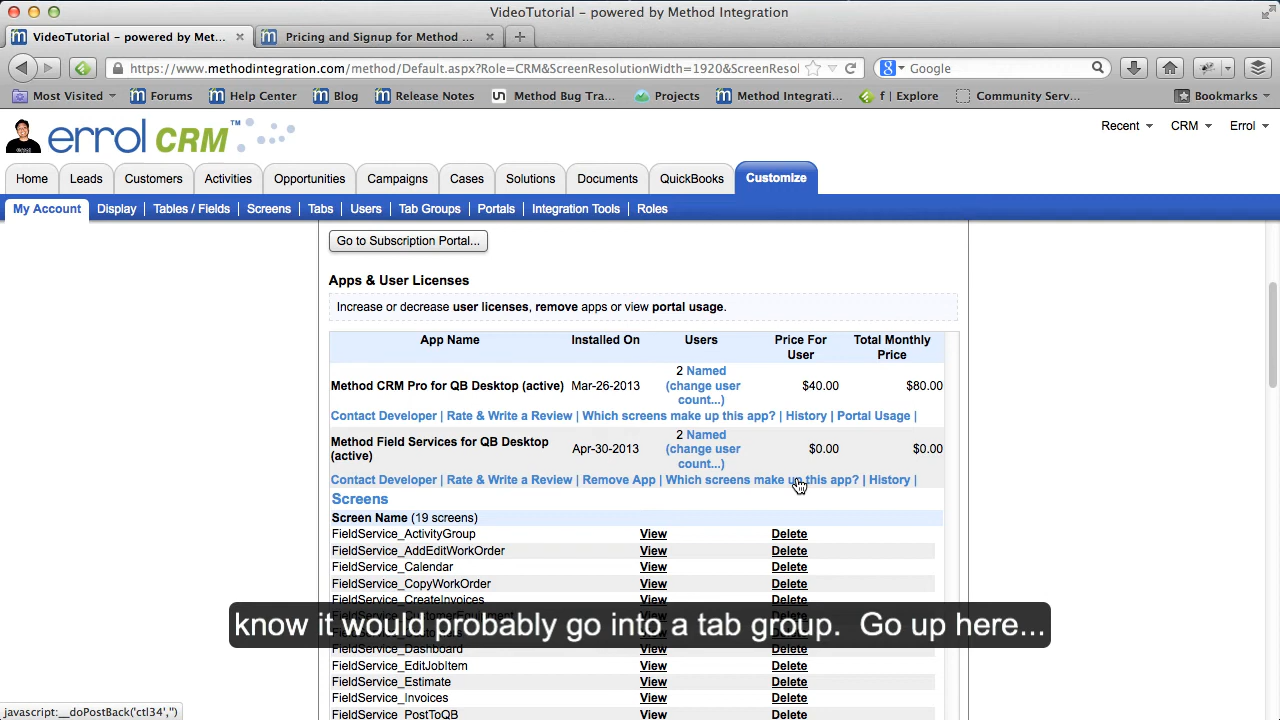 VideoTutorial – powered by Method Integration
VideoTutorial – powered by Met...
Pricing and Signup for Method ...
https://www.methodintegration.com/method/Default.aspx?Role=CRM&ScreenResolutionWidth=1920&ScreenResol
Google
Most Visited
Forums
Help Center
Blog
Release Notes
Method Bug Tra...
Projects
Method Integrati...
f | Explore
Community Serv...
Bookmarks
errol CRM™
Recent
CRM
Errol
Home
Leads
Customers
Activities
Opportunities
Campaigns
Cases
Solutions
Documents
QuickBooks
Customize
My Account
Display
Tables / Fields
Screens
Tabs
Users
Tab Groups
Portals
Integration Tools
Roles
Go to Subscription Portal...
Apps & User Licenses
Increase or decrease user licenses, remove apps or view portal usage.
App Name Installed On Users Price For User Total Monthly Price
Method CRM Pro for QB Desktop (active) Mar-26-2013 2 Named (change user count...) $40.00 $80.00
Contact Developer | Rate & Write a Review | Which screens make up this app? | History | Portal Usage |
Method Field Services for QB Desktop (active) Apr-30-2013 2 Named (change user count...) $0.00 $0.00
Contact Developer | Rate & Write a Review | Remove App | Which screens make up this app? | History |
Screens
Screen Name (19 screens)
FieldService_ActivityGroup View Delete
FieldService_AddEditWorkOrder View Delete
FieldService_Calendar View Delete
FieldService_CopyWorkOrder View Delete
FieldService_CreateInvoices View Delete
know it would probably go into a tab group. Go up here...
FieldService_Dashboard View Delete
FieldService_EditJobItem View Delete
FieldService_Estimate View Delete
FieldService_Invoices View Delete
FieldService_PostToQB View Delete
javascript:__doPostBack('ctl34','')